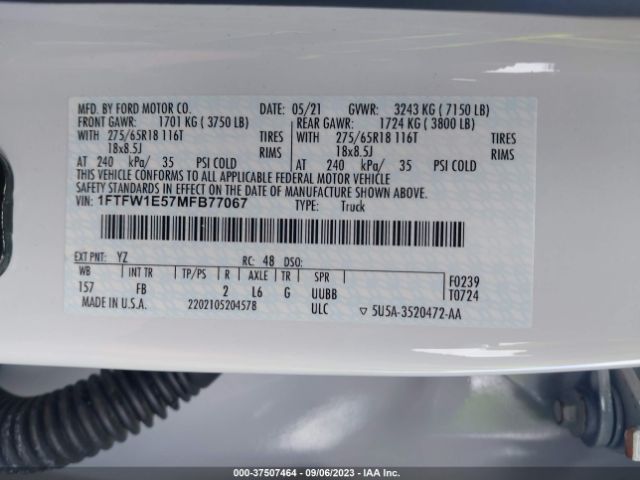 MFD. BY FORD MOTOR CO. DATE: 05/21 GVWR: 3243 KG ( 7150 LB)
FRONT GAWR: 1701 KG ( 3750 LB) REAR GAWR: 1724 KG ( 3800 LB)
WITH 275/65R18 116T TIRES WITH 275/65R18 116T TIRES
18x8.5J RIMS 18x8.5J RIMS
AT 240 kPa/ 35 PSI COLD AT 240 kPa/ 35 PSI COLD
THIS VEHICLE CONFORMS TO ALL APPLICABLE FEDERAL MOTOR VEHICLE
SAFETY STANDARDS IN EFFECT ON THE DATE OF MANUFACTURE SHOWN ABOVE.
VIN: 1FTFW1E57MFB77067 TYPE: Truck
EXT PNT: YZ RC: 48 DSO:
WB INT TR TP/PS R AXLE TR SPR F0239
157 FB 2 L6 G UUBB T0724
MADE IN U.S.A. 2202105204578 ULC ▽ 5U5A-3520472-AA
000-37507464 - 09/06/2023 - IAA Inc.